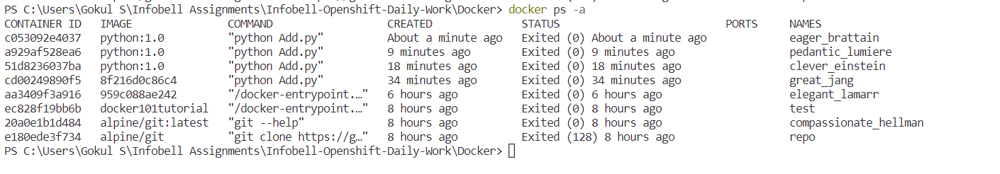 PS C:\Users\Gokul S\Infobell Assignments\Infobell-Openshift-Daily-Work\Docker> docker ps -a
CONTAINER ID   IMAGE               COMMAND                  CREATED              STATUS                          PORTS     NAMES
c053092e4037   python:1.0          "python Add.py"          About a minute ago   Exited (0) About a minute ago             eager_brattain
a929af528ea6   python:1.0          "python Add.py"          9 minutes ago        Exited (0) 9 minutes ago                  pedantic_lumiere
51d8236037ba   python:1.0          "python Add.py"          18 minutes ago       Exited (0) 18 minutes ago                 clever_einstein
cd00249890f5   8f216d0c86c4        "python Add.py"          34 minutes ago       Exited (0) 34 minutes ago                 great_jang
aa3409f3a916   959c088ae242        "/docker-entrypoint.…"   6 hours ago          Exited (0) 6 hours ago                    elegant_lamarr
ec828f19bb6b   docker101tutorial   "/docker-entrypoint.…"   8 hours ago          Exited (0) 8 hours ago                    test
20a0e1b1d484   alpine/git:latest   "git --help"             8 hours ago          Exited (0) 8 hours ago                    compassionate_hellman
e180ede3f734   alpine/git          "git clone https://g…"   8 hours ago          Exited (128) 8 hours ago                  repo
PS C:\Users\Gokul S\Infobell Assignments\Infobell-Openshift-Daily-Work\Docker>